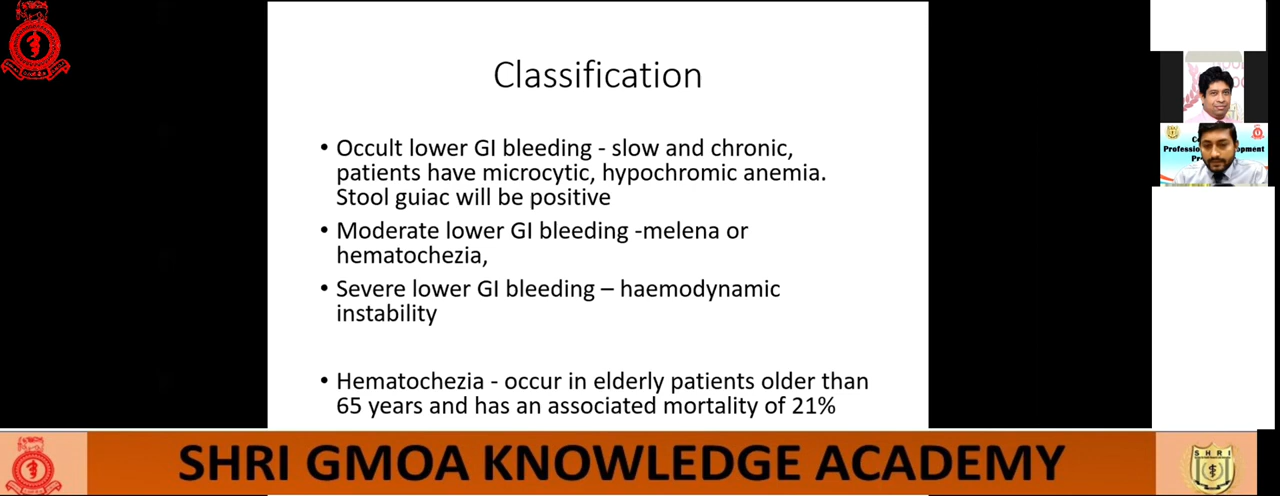 Classification
• Occult lower GI bleeding - slow and chronic,
patients have microcytic, hypochromic anemia.
Stool guiac will be positive
• Moderate lower GI bleeding -melena or
hematochezia,
• Severe lower GI bleeding – haemodynamic
instability
• Hematochezia - occur in elderly patients older than
65 years and has an associated mortality of 21%
SHRI GMOA KNOWLEDGE ACADEMY
SHRI